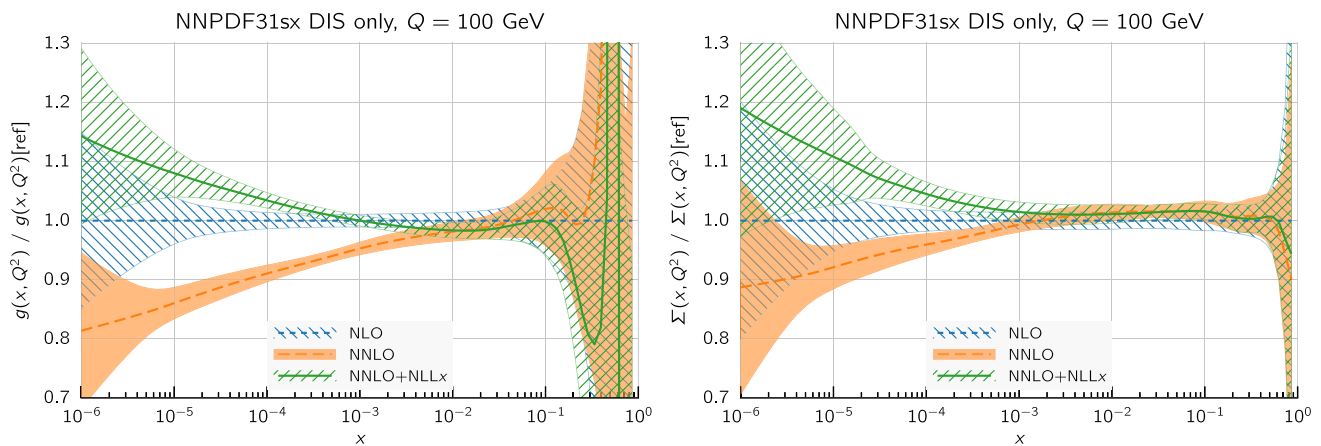 NNPDF31sx DIS only, Q = 100 GeV
g(x, Q²) / g(x, Q²)[ref]
1.3
1.2
1.1
1.0
0.9
0.8
0.7
NLO
NNLO
NNLO+NLLx
10⁻⁶ 10⁻⁵ 10⁻⁴ 10⁻³ 10⁻² 10⁻¹ 10⁰
x
NNPDF31sx DIS only, Q = 100 GeV
Σ(x, Q²) / Σ(x, Q²)[ref]
1.3
1.2
1.1
1.0
0.9
0.8
0.7
NLO
NNLO
NNLO+NLLx
10⁻⁶ 10⁻⁵ 10⁻⁴ 10⁻³ 10⁻² 10⁻¹ 10⁰
x